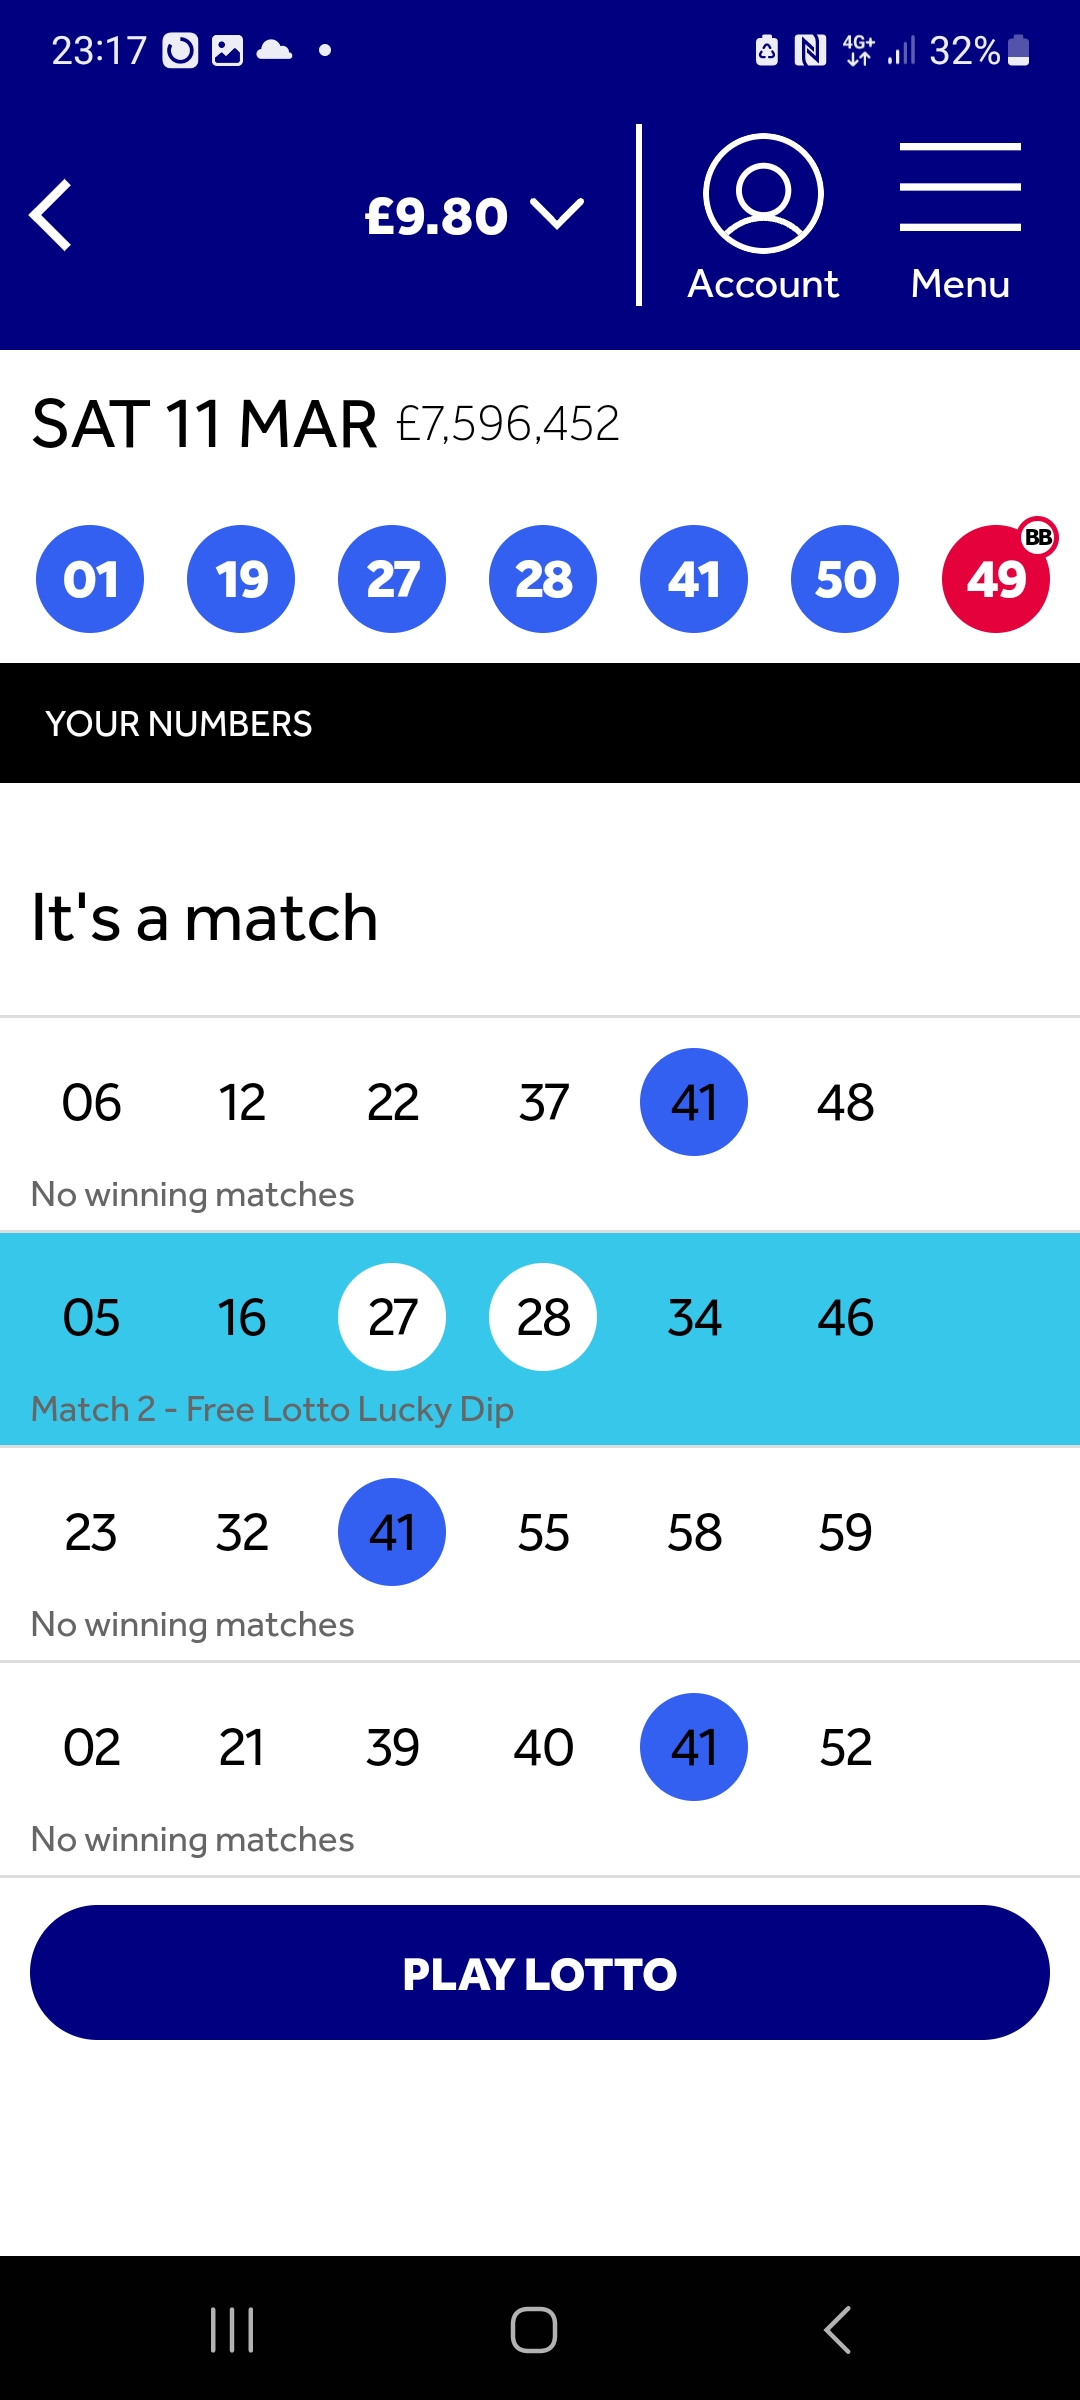 23:17 4G+ 32%
£9.80
Account Menu
SAT 11 MAR £7,596,452
01 19 27 28 41 50 49 BB
YOUR NUMBERS
It's a match
06 12 22 37 41 48
No winning matches
05 16 27 28 34 46
Match 2 - Free Lotto Lucky Dip
23 32 41 55 58 59
No winning matches
02 21 39 40 41 52
No winning matches
PLAY LOTTO